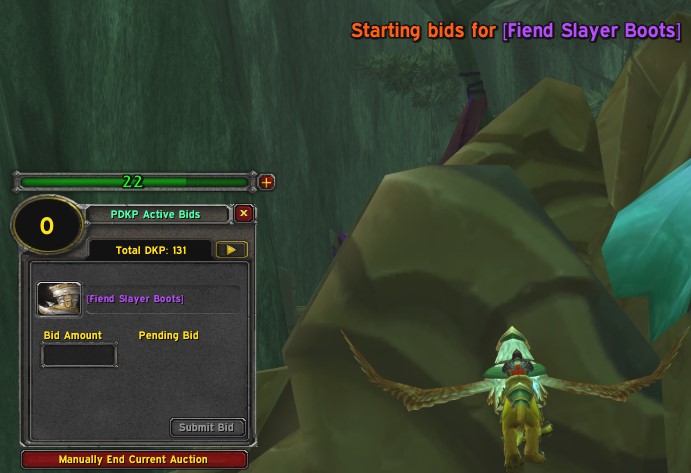 Starting bids for [Fiend Slayer Boots]
22
+
0
PDKP Active Bids
Total DKP: 131
[Fiend Slayer Boots]
Bid Amount
Pending Bid
Submit Bid
Manually End Current Auction